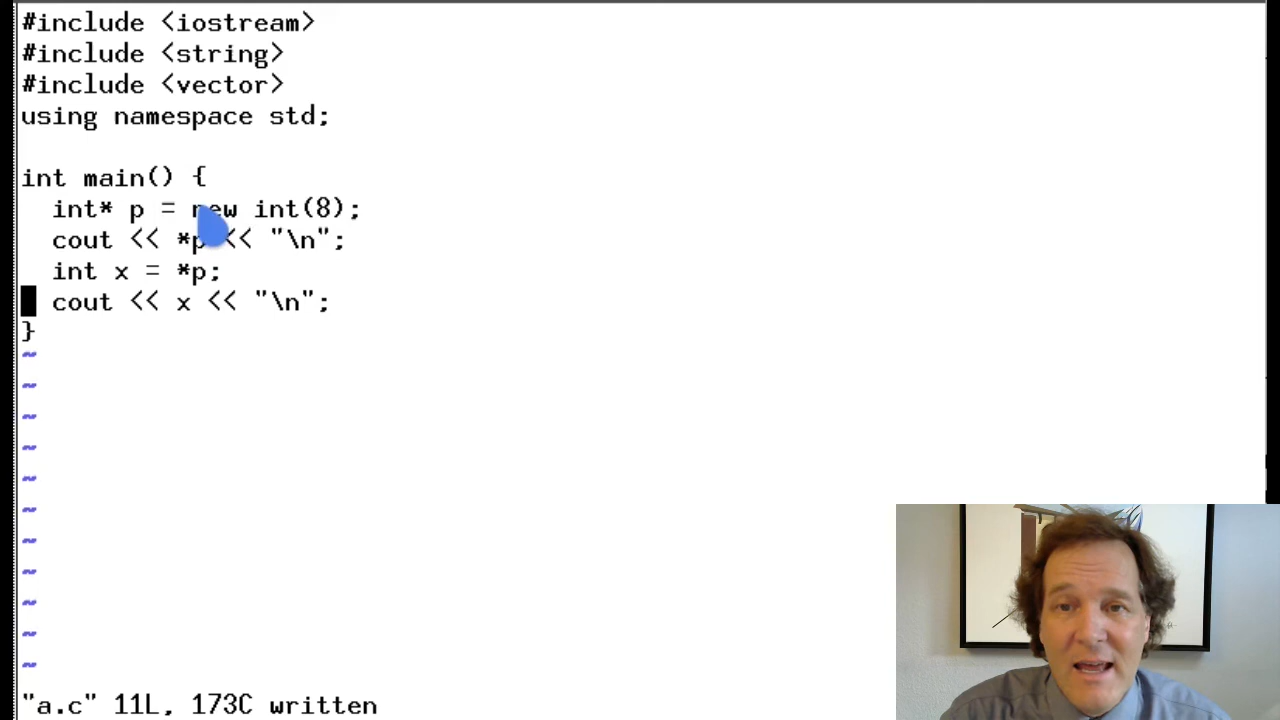 #include <iostream>
#include <string>
#include <vector>
using namespace std;
int main() {
  int* p = new int(8);
  cout << *p << "\n";
  int x = *p;
  cout << x << "\n";
}
~
~
~
~
~
~
~
~
~
~
~
"a.c" 11L, 173C written